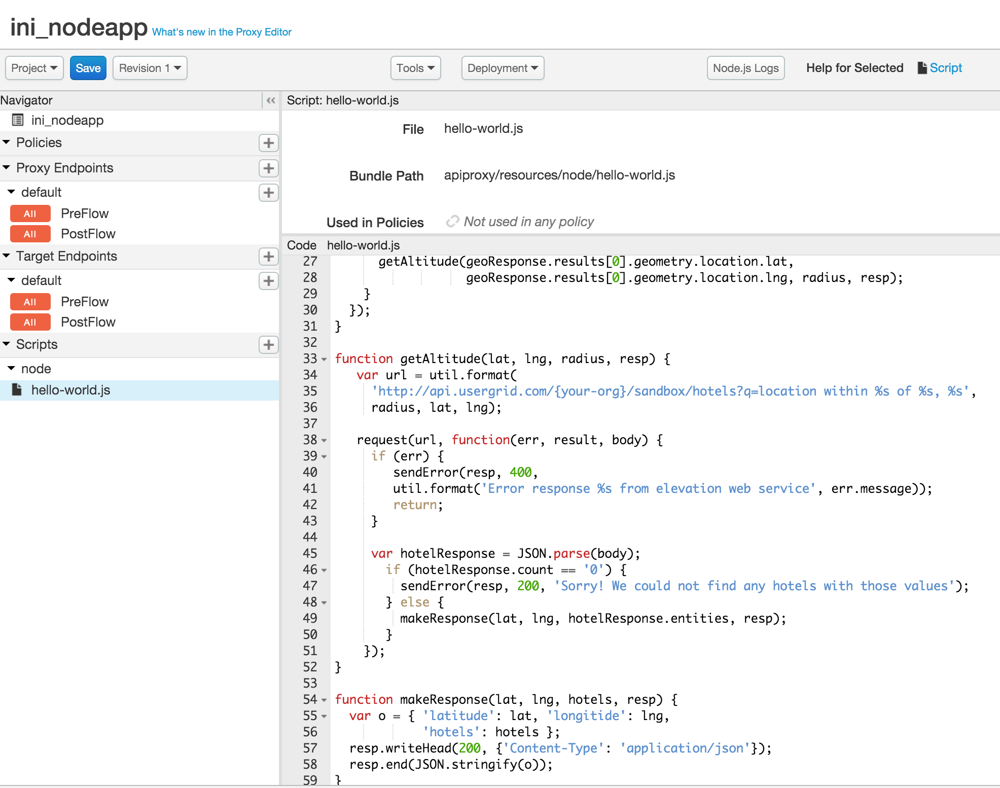 ini_nodeapp What's new in the Proxy Editor
Project Save Revision 1 Tools Deployment Node.js Logs Help for Selected Script
Navigator «
ini_nodeapp
Policies +
Proxy Endpoints +
default +
All PreFlow
All PostFlow
Target Endpoints +
default +
All PreFlow
All PostFlow
Scripts +
node
hello-world.js
Script: hello-world.js
File hello-world.js
Bundle Path apiproxy/resources/node/hello-world.js
Used in Policies Not used in any policy
Code hello-world.js
27 getAltitude(geoResponse.results[0].geometry.location.lat,
28 geoResponse.results[0].geometry.location.lng, radius, resp);
29 }
30 });
31 }
32
33 function getAltitude(lat, lng, radius, resp) {
34 var url = util.format(
35 'http://api.usergrid.com/{your-org}/sandbox/hotels?q=location within %s of %s, %s',
36 radius, lat, lng);
37
38 request(url, function(err, result, body) {
39 if (err) {
40 sendError(resp, 400,
41 util.format('Error response %s from elevation web service', err.message));
42 return;
43 }
44
45 var hotelResponse = JSON.parse(body);
46 if (hotelResponse.count == '0') {
47 sendError(resp, 200, 'Sorry! We could not find any hotels with those values');
48 } else {
49 makeResponse(lat, lng, hotelResponse.entities, resp);
50 }
51 });
52 }
53
54 function makeResponse(lat, lng, hotels, resp) {
55 var o = { 'latitude': lat, 'longitide': lng,
56 'hotels': hotels };
57 resp.writeHead(200, {'Content-Type': 'application/json'});
58 resp.end(JSON.stringify(o));
59 }